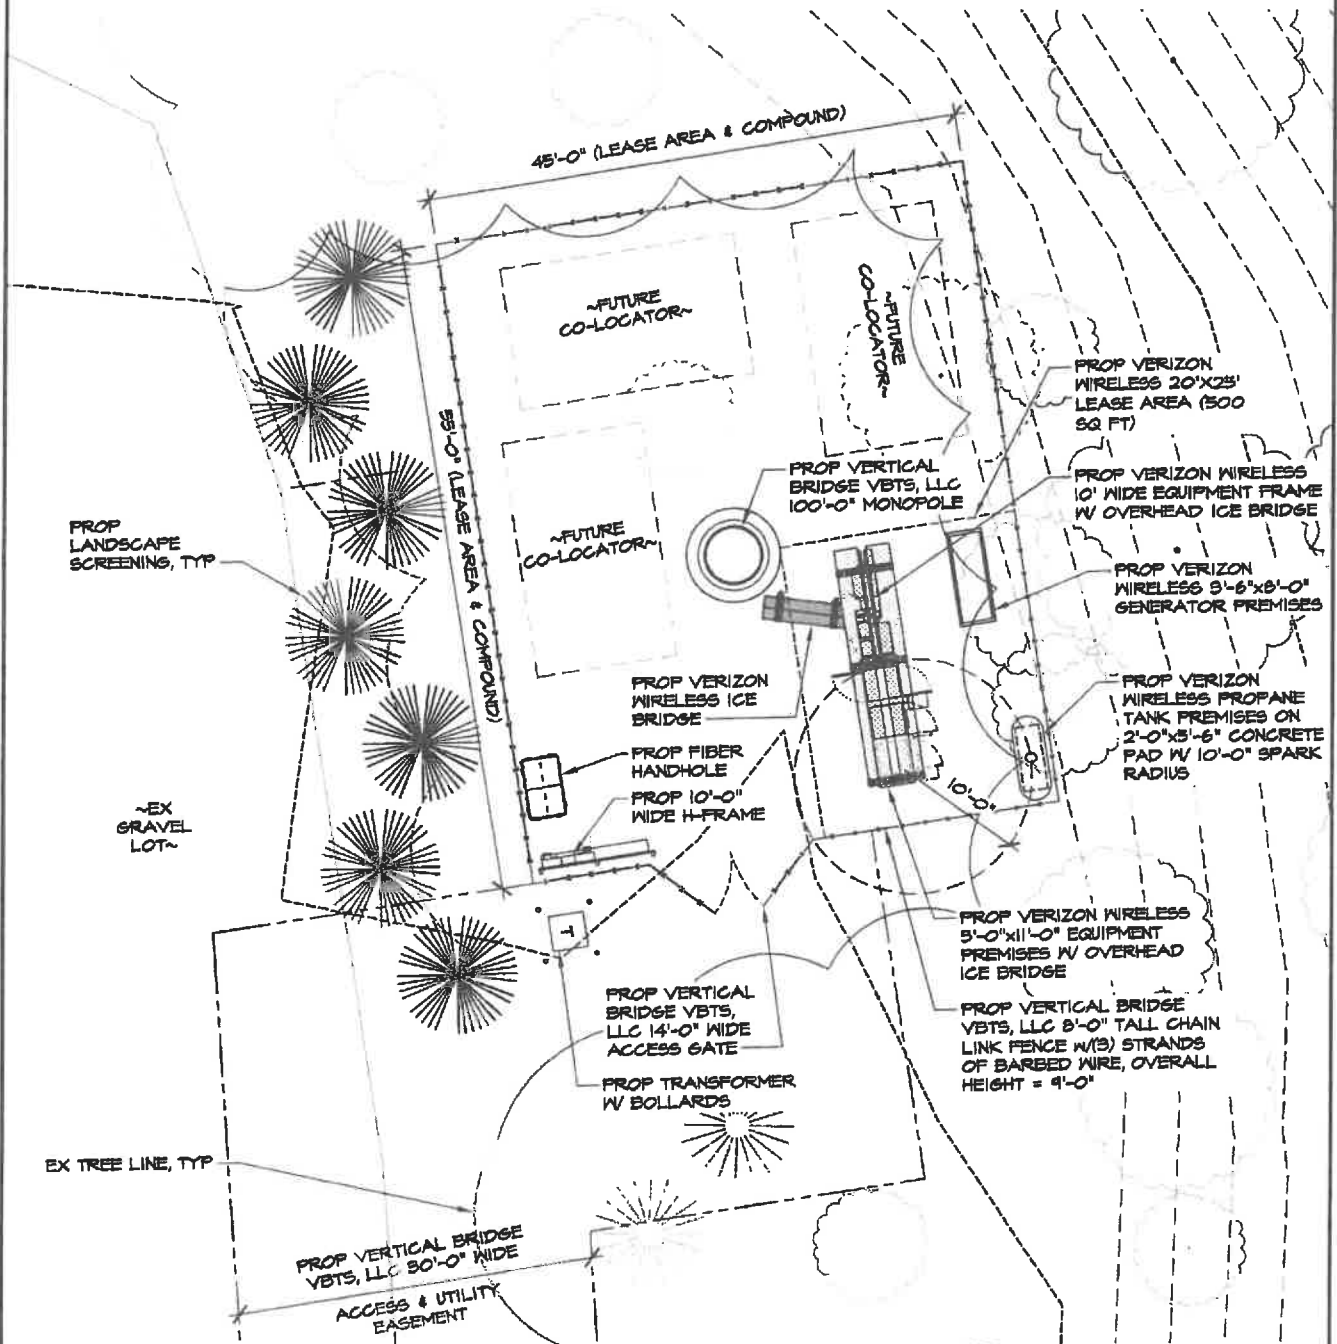 45'-0" (LEASE AREA & COMPOUND)
~FUTURE
CO-LOCATOR~
~FUTURE
CO-LOCATOR~
55'-0" (LEASE AREA & COMPOUND)
~FUTURE
CO-LOCATOR~
PROP VERIZON
WIRELESS 20'X25'
LEASE AREA (500
SQ FT)
PROP VERTICAL
BRIDGE VBTS, LLC
100'-0" MONOPOLE
PROP VERIZON WIRELESS
10' WIDE EQUIPMENT FRAME
W/ OVERHEAD ICE BRIDGE
PROP
LANDSCAPE
SCREENING, TYP
PROP VERIZON
WIRELESS 3'-6"x8'-0"
GENERATOR PREMISES
PROP VERIZON
WIRELESS ICE
BRIDGE
PROP VERIZON
WIRELESS PROPANE
TANK PREMISES ON
2'-0"x5'-6" CONCRETE
PAD W/ 10'-0" SPARK
RADIUS
PROP FIBER
HANDHOLE
PROP 10'-0"
WIDE H-FRAME
10'-0"
~EX
GRAVEL
LOT~
T
PROP VERIZON WIRELESS
5'-0"x11'-0" EQUIPMENT
PREMISES W/ OVERHEAD
ICE BRIDGE
PROP VERTICAL
BRIDGE VBTS,
LLC 14'-0" WIDE
ACCESS GATE
PROP VERTICAL BRIDGE
VBTS, LLC 8'-0" TALL CHAIN
LINK FENCE W/(3) STRANDS
OF BARBED WIRE, OVERALL
HEIGHT = 9'-0"
PROP TRANSFORMER
W/ BOLLARDS
EX TREE LINE, TYP
PROP VERTICAL BRIDGE
VBTS, LLC 30'-0" WIDE
ACCESS & UTILITY
EASEMENT